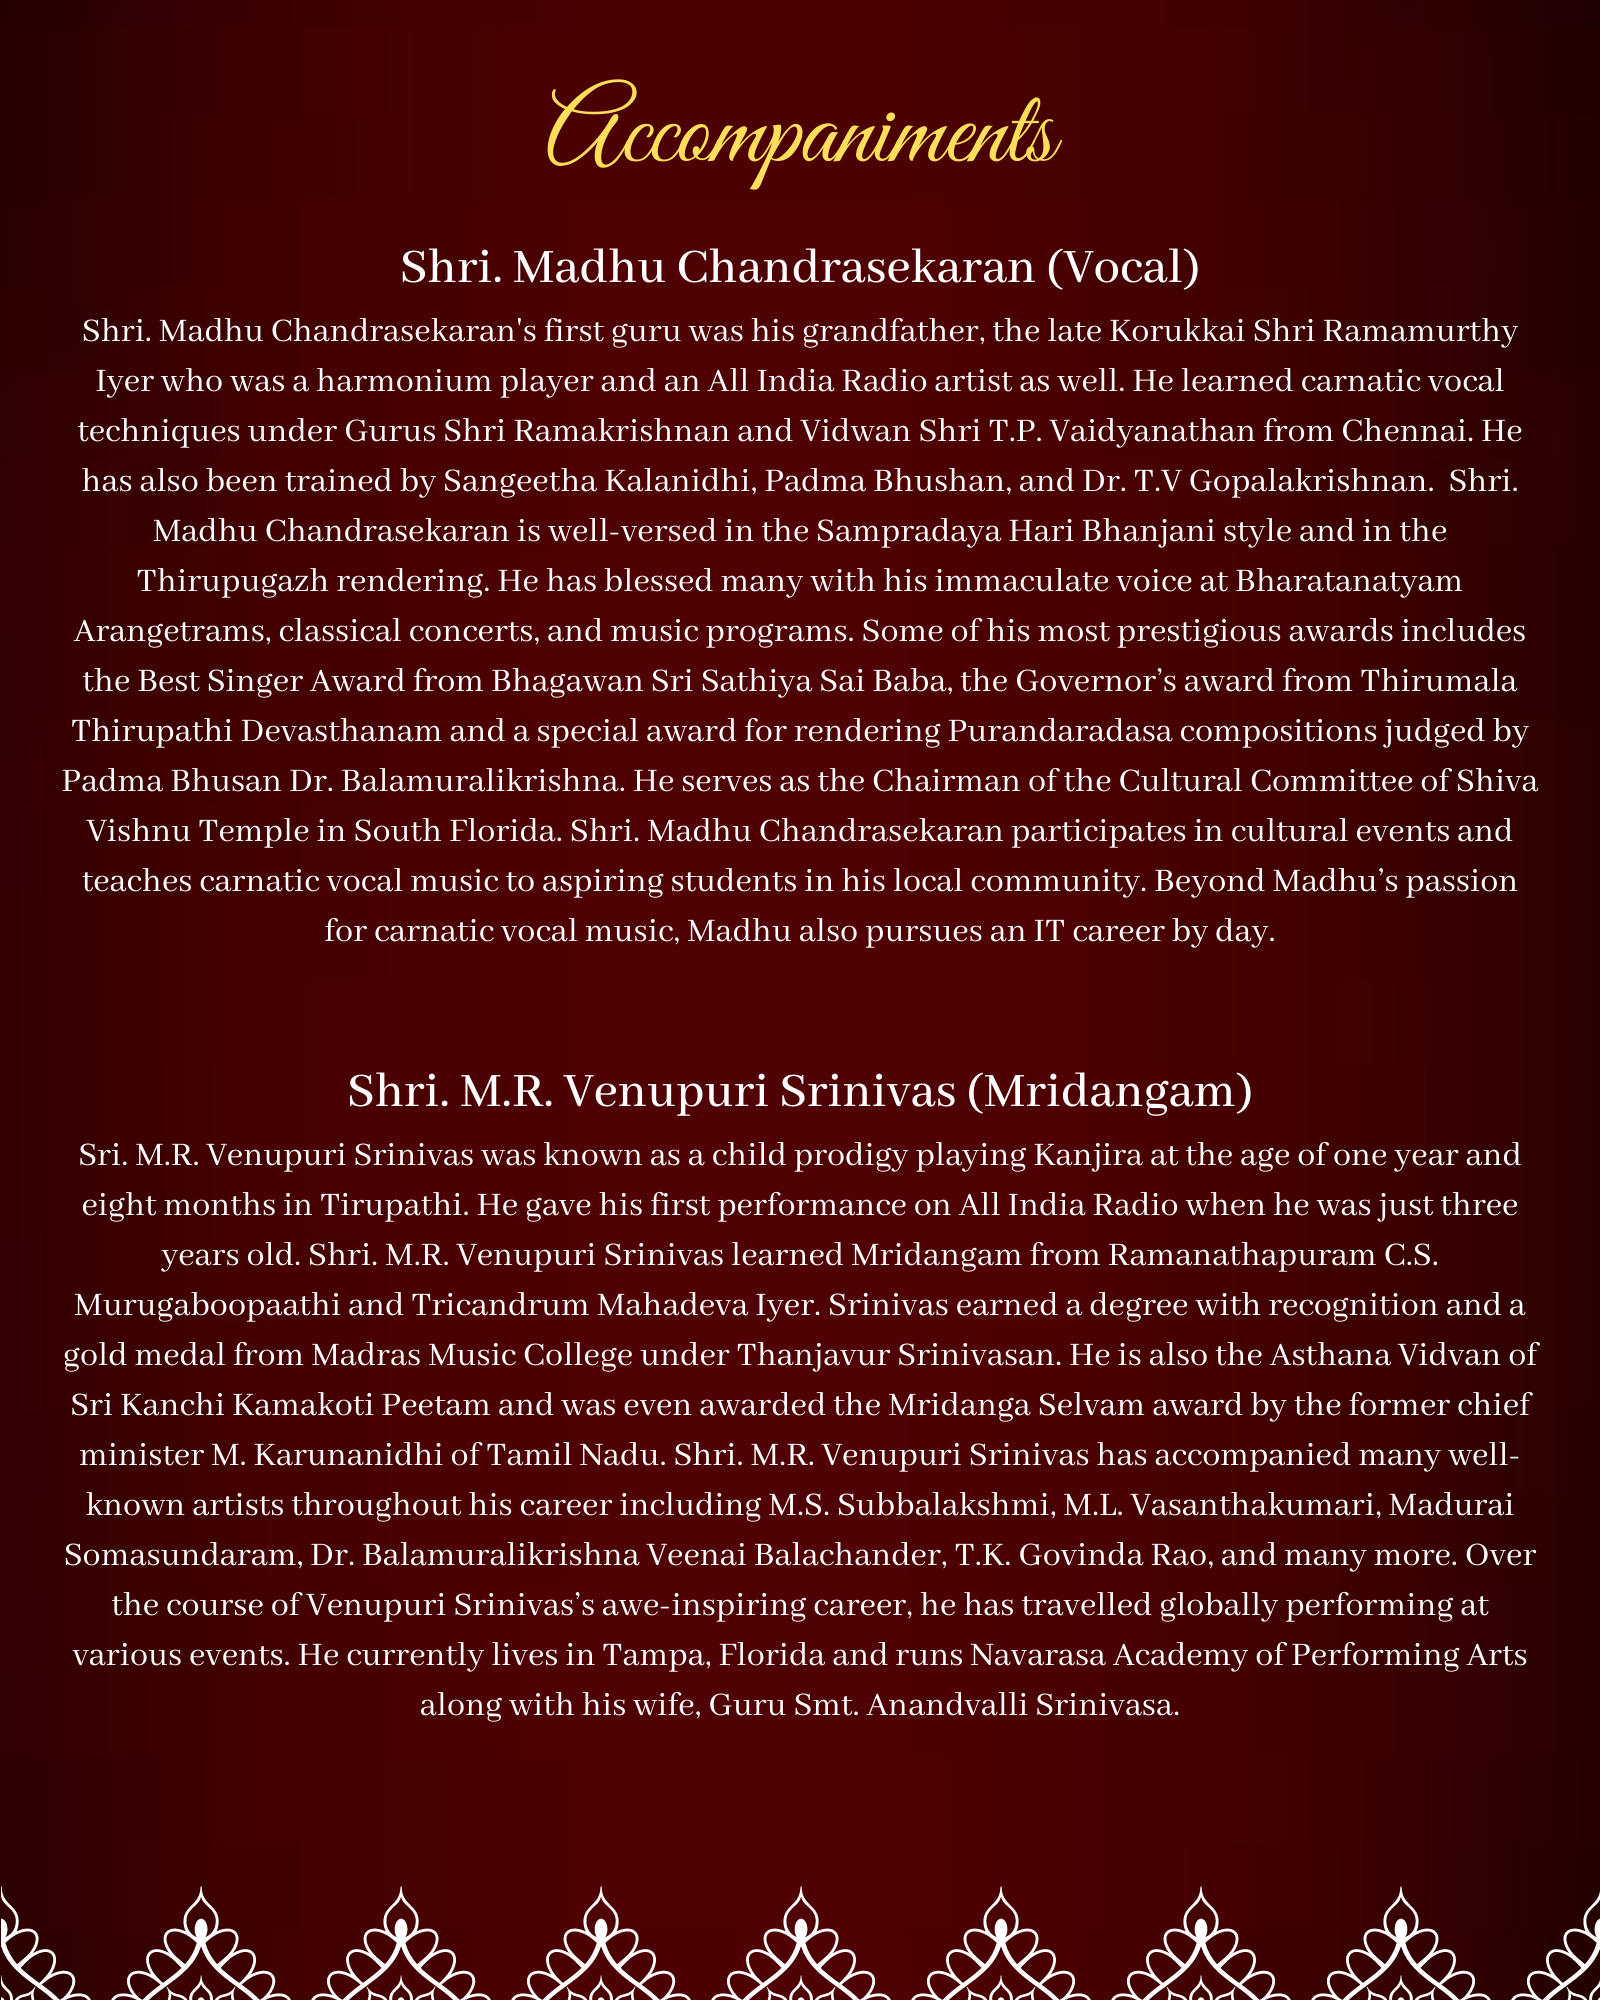 Accompaniments
Shri. Madhu Chandrasekaran (Vocal)
Shri. Madhu Chandrasekaran's first guru was his grandfather, the late Korukkai Shri Ramamurthy
Iyer who was a harmonium player and an All India Radio artist as well. He learned carnatic vocal
techniques under Gurus Shri Ramakrishnan and Vidwan Shri T.P. Vaidyanathan from Chennai. He
has also been trained by Sangeetha Kalanidhi, Padma Bhushan, and Dr. T.V Gopalakrishnan.  Shri.
Madhu Chandrasekaran is well-versed in the Sampradaya Hari Bhanjani style and in the
Thirupugazh rendering. He has blessed many with his immaculate voice at Bharatanatyam
Arangetrams, classical concerts, and music programs. Some of his most prestigious awards includes
the Best Singer Award from Bhagawan Sri Sathiya Sai Baba, the Governor’s award from Thirumala
Thirupathi Devasthanam and a special award for rendering Purandaradasa compositions judged by
Padma Bhusan Dr. Balamuralikrishna. He serves as the Chairman of the Cultural Committee of Shiva
Vishnu Temple in South Florida. Shri. Madhu Chandrasekaran participates in cultural events and
teaches carnatic vocal music to aspiring students in his local community. Beyond Madhu’s passion
for carnatic vocal music, Madhu also pursues an IT career by day.
Shri. M.R. Venupuri Srinivas (Mridangam)
Sri. M.R. Venupuri Srinivas was known as a child prodigy playing Kanjira at the age of one year and
eight months in Tirupathi. He gave his first performance on All India Radio when he was just three
years old. Shri. M.R. Venupuri Srinivas learned Mridangam from Ramanathapuram C.S.
Murugaboopaathi and Tricandrum Mahadeva Iyer. Srinivas earned a degree with recognition and a
gold medal from Madras Music College under Thanjavur Srinivasan. He is also the Asthana Vidvan of
Sri Kanchi Kamakoti Peetam and was even awarded the Mridanga Selvam award by the former chief
minister M. Karunanidhi of Tamil Nadu. Shri. M.R. Venupuri Srinivas has accompanied many well-
known artists throughout his career including M.S. Subbalakshmi, M.L. Vasanthakumari, Madurai
Somasundaram, Dr. Balamuralikrishna Veenai Balachander, T.K. Govinda Rao, and many more. Over
the course of Venupuri Srinivas’s awe-inspiring career, he has travelled globally performing at
various events. He currently lives in Tampa, Florida and runs Navarasa Academy of Performing Arts
along with his wife, Guru Smt. Anandvalli Srinivasa.